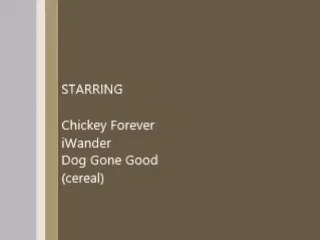 STARRING
Chickey Forever
iWander
Dog Gone Good
(cereal)